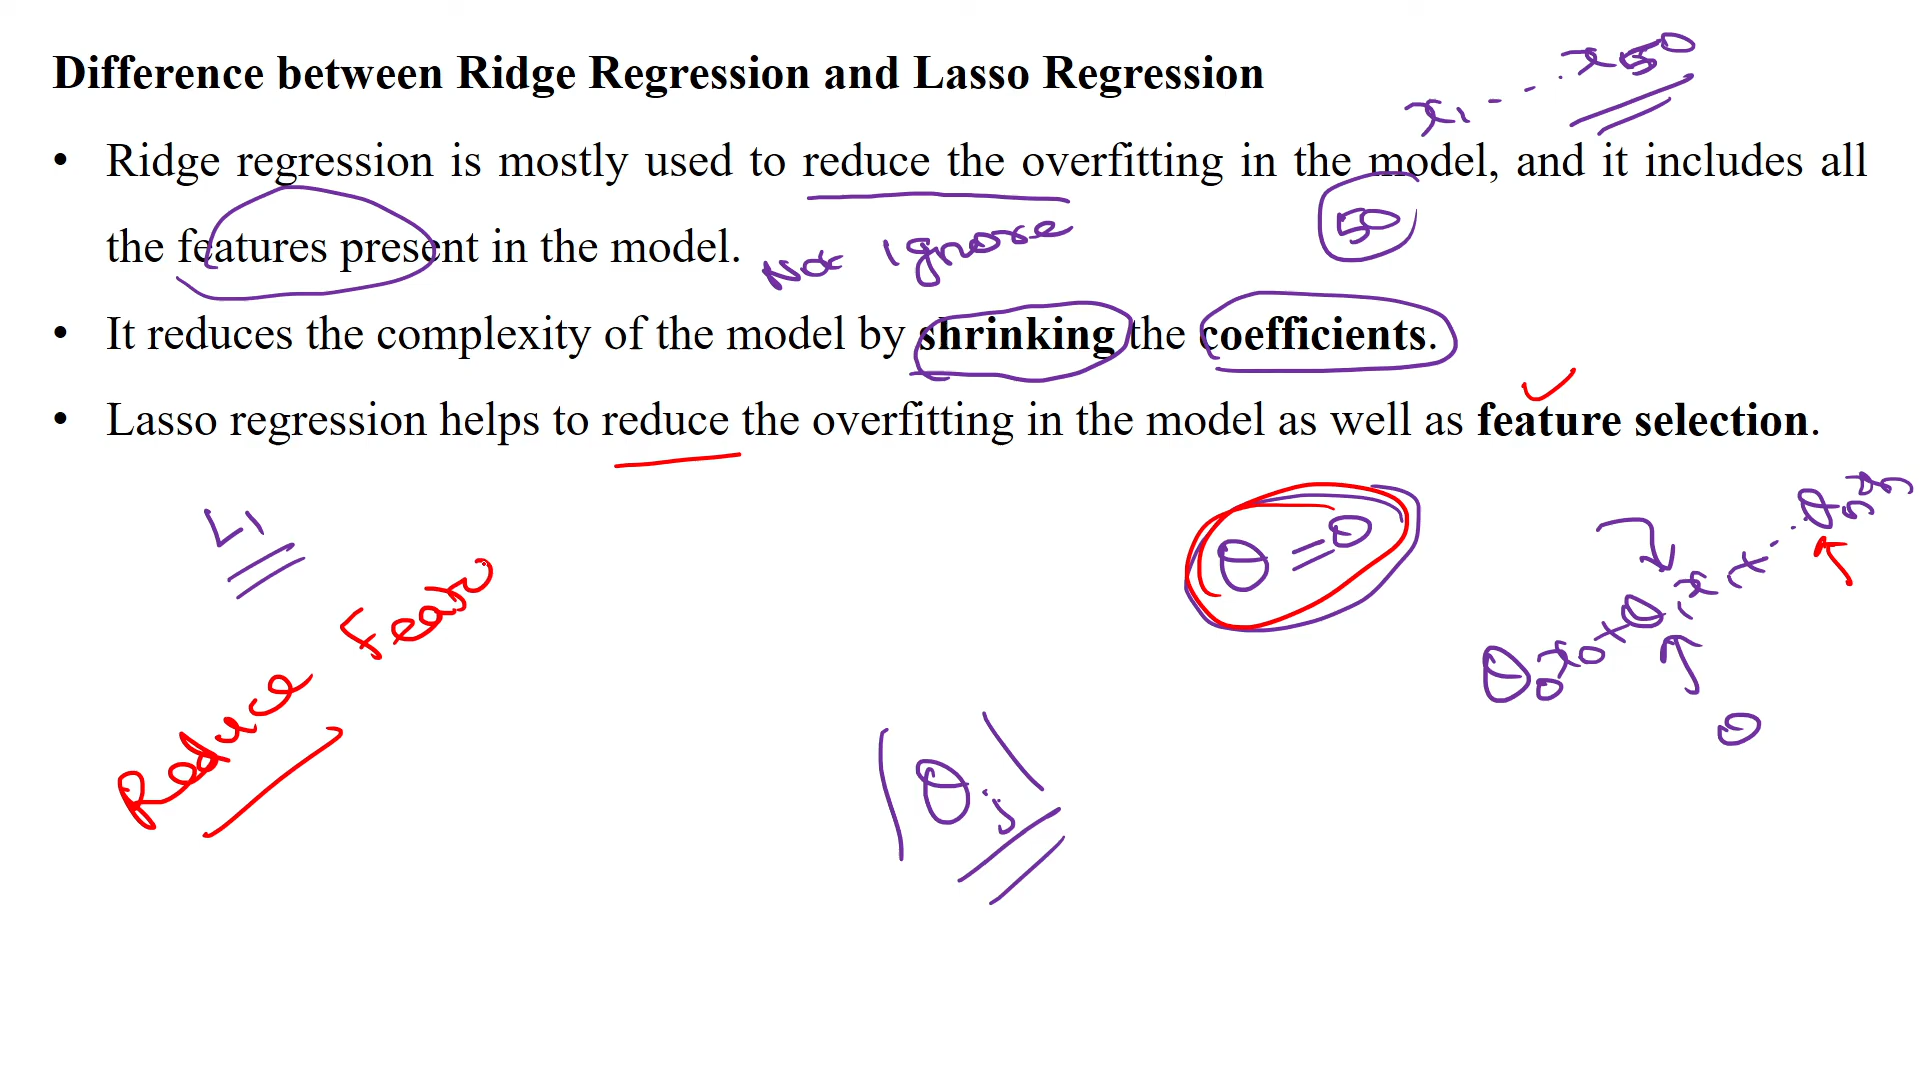 Difference between Ridge Regression and Lasso Regression
x1 - - . . x50
• Ridge regression is mostly used to reduce the overfitting in the model, and it includes all
the features present in the model.
Not ignore
50
• It reduces the complexity of the model by shrinking the coefficients.
• Lasso regression helps to reduce the overfitting in the model as well as feature selection.
L1
θ = 0
θ0x0 + θ1x1 + . . . θnxn
0
Reduce
|θj|